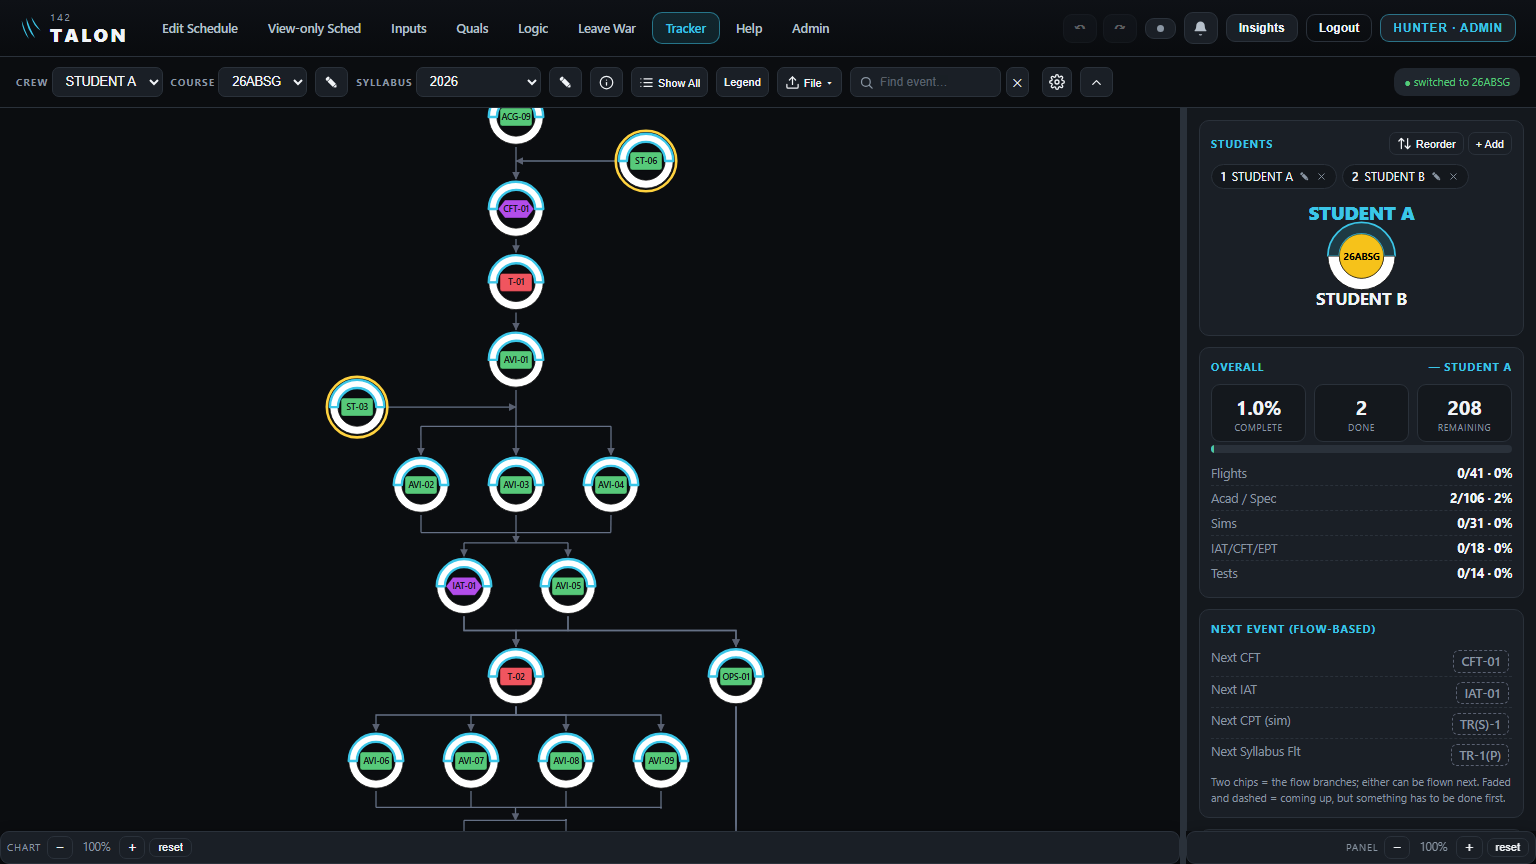 142
TALON
Edit Schedule
View-only Sched
Inputs
Quals
Logic
Leave War
Tracker
Help
Admin
Insights
Logout
HUNTER · ADMIN
CREW
STUDENT A
COURSE
26ABSG
SYLLABUS
2026
Show All
Legend
File
Find event...
● switched to 26ABSG
ACG-09
ST-06
CFT-01
T-01
AVI-01
ST-03
AVI-02
AVI-03
AVI-04
IAT-01
AVI-05
T-02
OPS-01
AVI-06
AVI-07
AVI-08
AVI-09
CHART
−
100%
+
reset
STUDENTS
Reorder
+ Add
1 STUDENT A
2 STUDENT B
STUDENT A
26ABSG
STUDENT B
OVERALL
— STUDENT A
1.0%
COMPLETE
2
DONE
208
REMAINING
Flights
0/41 · 0%
Acad / Spec
2/106 · 2%
Sims
0/31 · 0%
IAT/CFT/EPT
0/18 · 0%
Tests
0/14 · 0%
NEXT EVENT (FLOW-BASED)
Next CFT
CFT-01
Next IAT
IAT-01
Next CPT (sim)
TR(S)-1
Next Syllabus Flt
TR-1(P)
Two chips = the flow branches; either can be flown next. Faded
and dashed = coming up, but something has to be done first.
PANEL
−
100%
+
reset